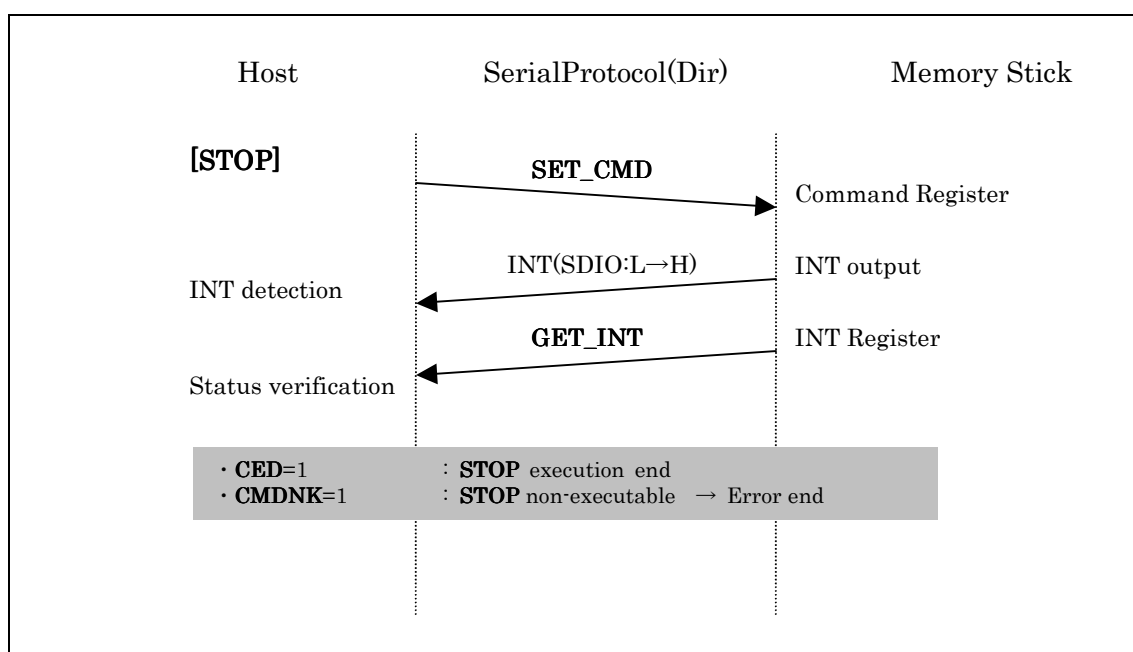 Host SerialProtocol(Dir) Memory Stick
[STOP]
SET_CMD
Command Register
INT(SDIO:L→H) INT output
INT detection
GET_INT INT Register
Status verification
・CED=1 : STOP execution end
・CMDNK=1 : STOP non-executable → Error end